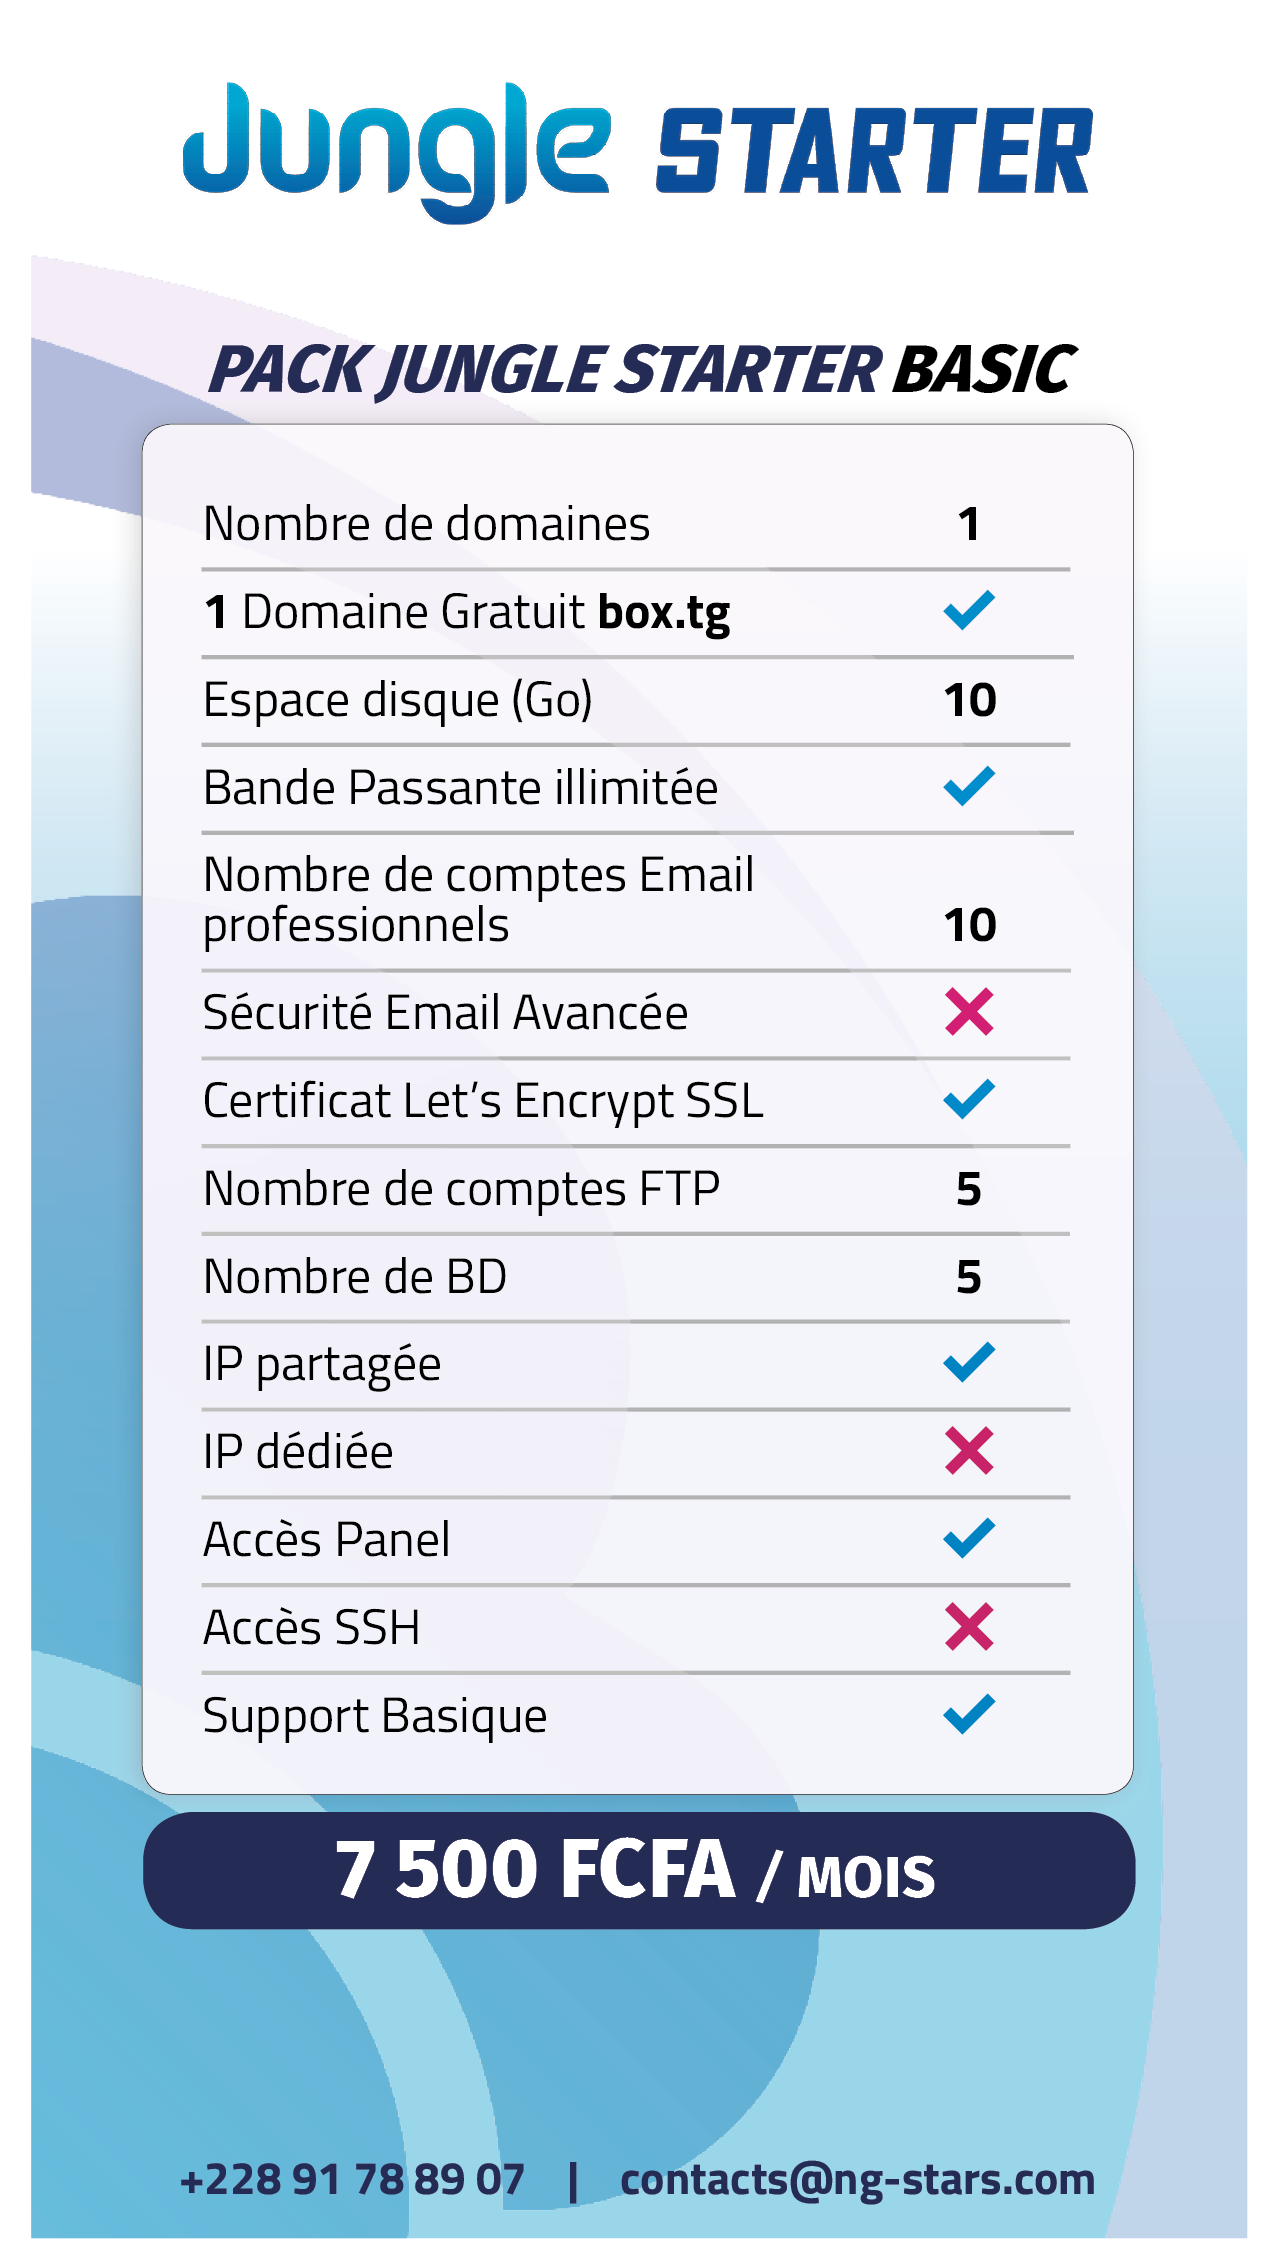 Jungle STARTER
PACK JUNGLE STARTER BASIC
Nombre de domaines 1
1 Domaine Gratuit box.tg
Espace disque (Go) 10
Bande Passante illimitée
Nombre de comptes Email
professionnels 10
Sécurité Email Avancée
Certificat Let’s Encrypt SSL
Nombre de comptes FTP 5
Nombre de BD 5
IP partagée
IP dédiée
Accès Panel
Accès SSH
Support Basique
7 500 FCFA / MOIS
+228 91 78 89 07 | contacts@ng-stars.com